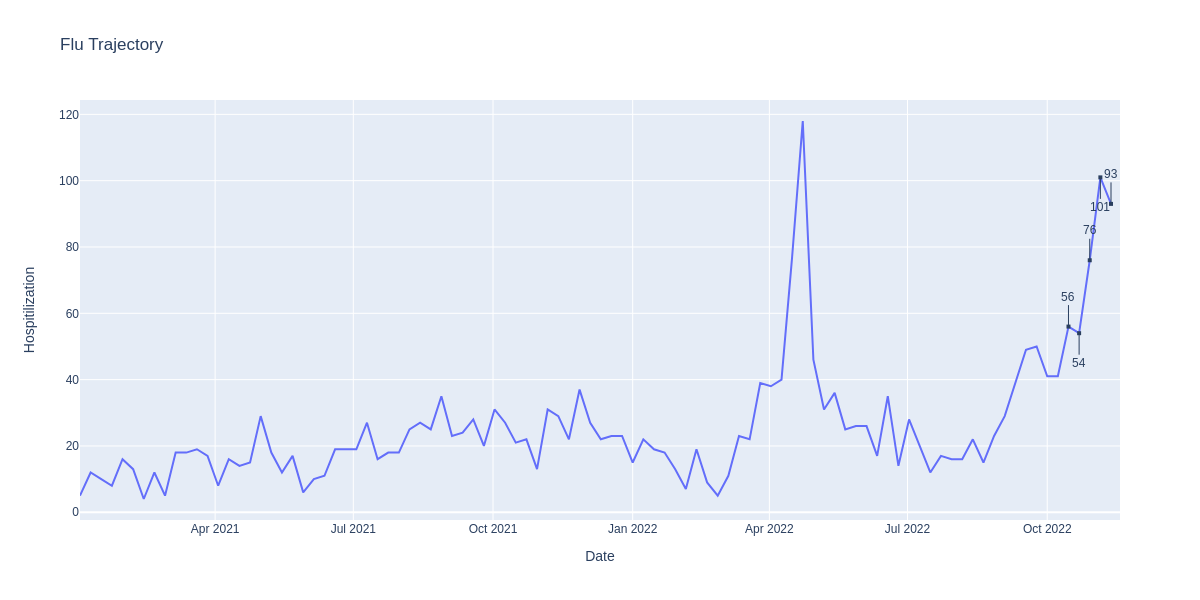 Flu Trajectory
120
100
80
60
40
20
0
Hospitilization
93
101
76
56
54
Apr 2021
Jul 2021
Oct 2021
Jan 2022
Apr 2022
Jul 2022
Oct 2022
Date